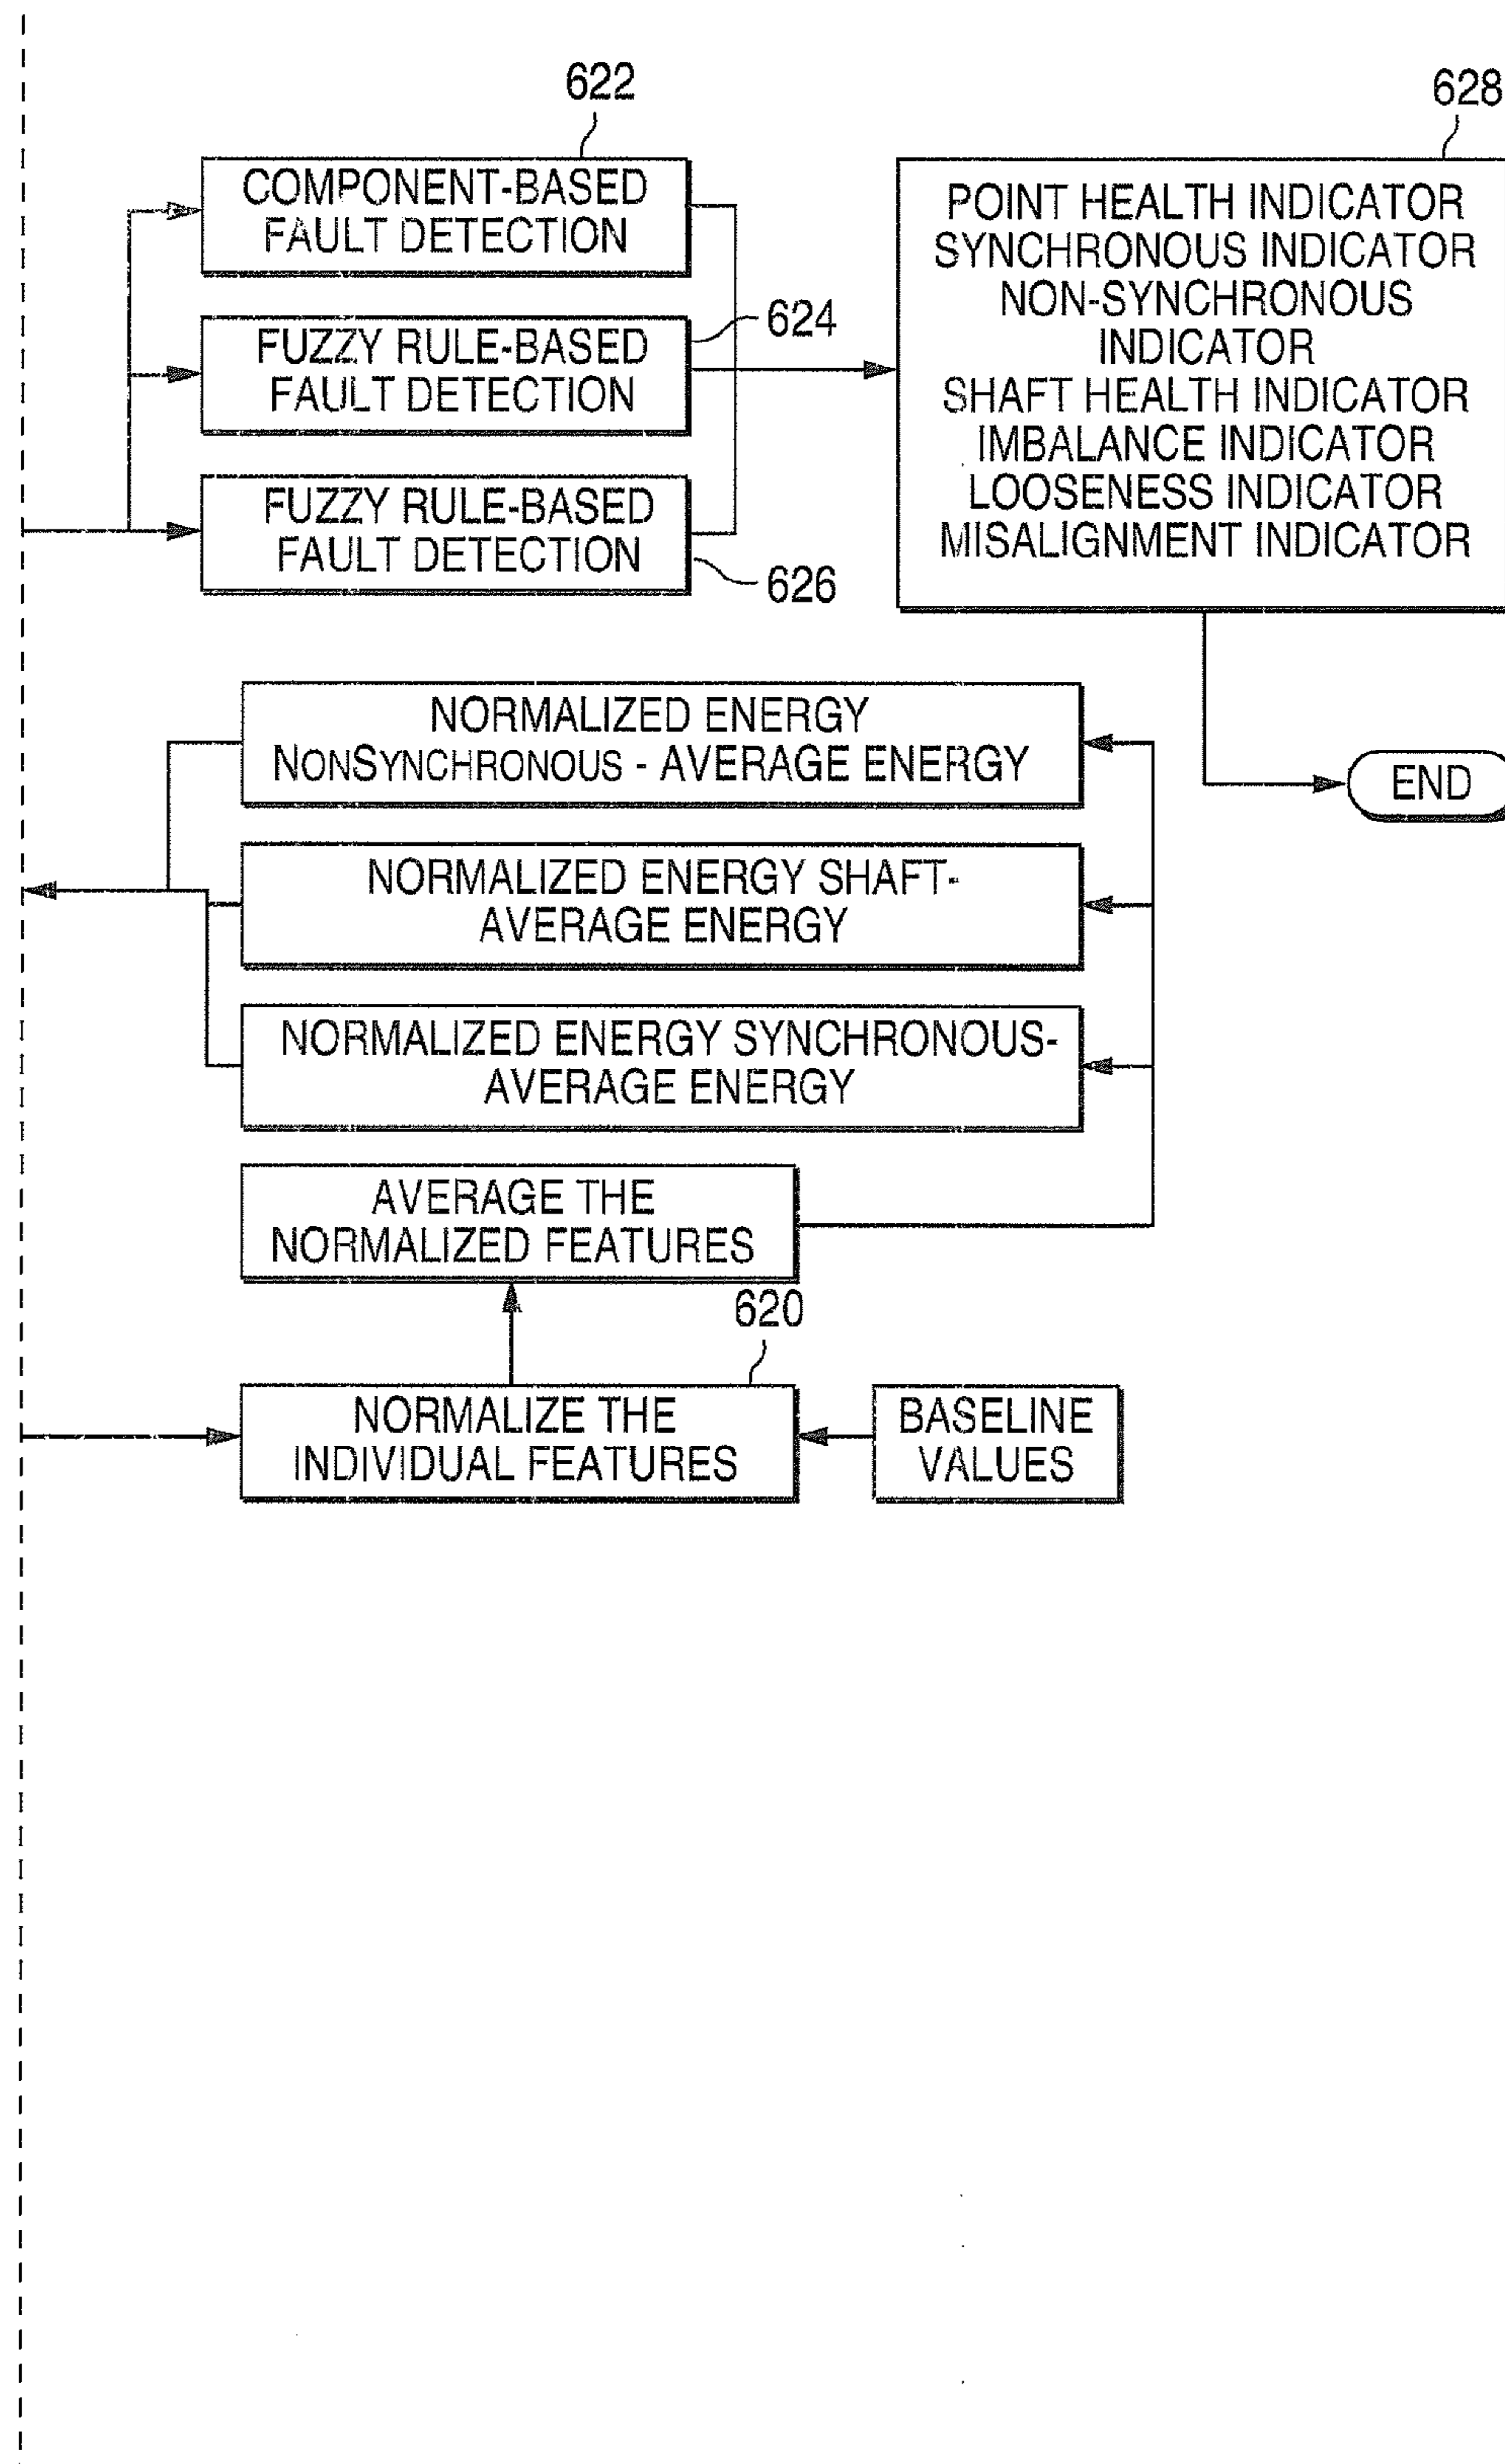 622
COMPONENT-BASED
FAULT DETECTION
624
FUZZY RULE-BASED
FAULT DETECTION
FUZZY RULE-BASED
FAULT DETECTION
626
628
POINT HEALTH INDICATOR
SYNCHRONOUS INDICATOR
NON-SYNCHRONOUS
INDICATOR
SHAFT HEALTH INDICATOR
IMBALANCE INDICATOR
LOOSENESS INDICATOR
MISALIGNMENT INDICATOR
END
NORMALIZED ENERGY
NONSYNCHRONOUS - AVERAGE ENERGY
NORMALIZED ENERGY SHAFT-
AVERAGE ENERGY
NORMALIZED ENERGY SYNCHRONOUS-
AVERAGE ENERGY
AVERAGE THE
NORMALIZED FEATURES
620
NORMALIZE THE
INDIVIDUAL FEATURES
BASELINE
VALUES